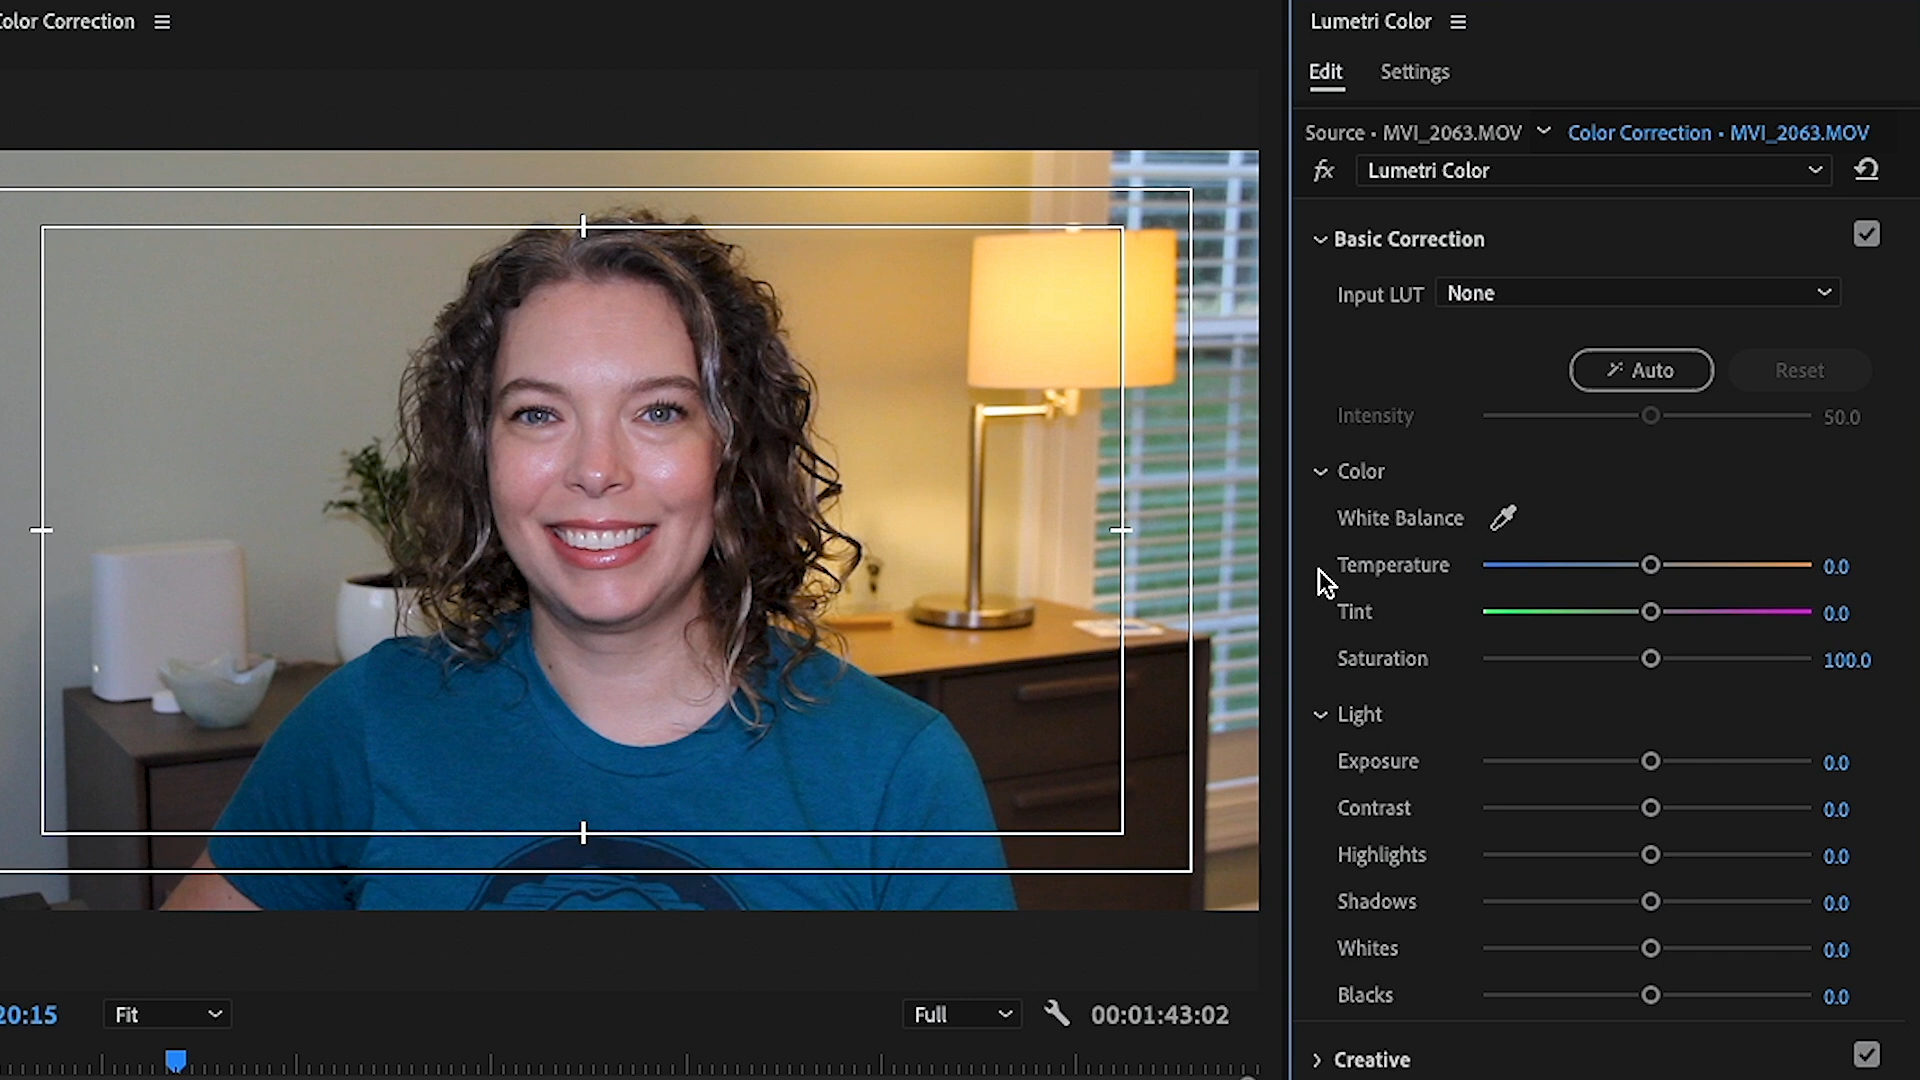 Color Correction
Lumetri Color
Edit Settings
Source • MVI_2063.MOV Color Correction • MVI_2063.MOV
fx Lumetri Color
Basic Correction
Input LUT None
Auto Reset
Intensity 50.0
Color
White Balance
Temperature 0.0
Tint 0.0
Saturation 100.0
Light
Exposure 0.0
Contrast 0.0
Highlights 0.0
Shadows 0.0
Whites 0.0
Blacks 0.0
20:15 Fit Full 00:01:43:02
Creative